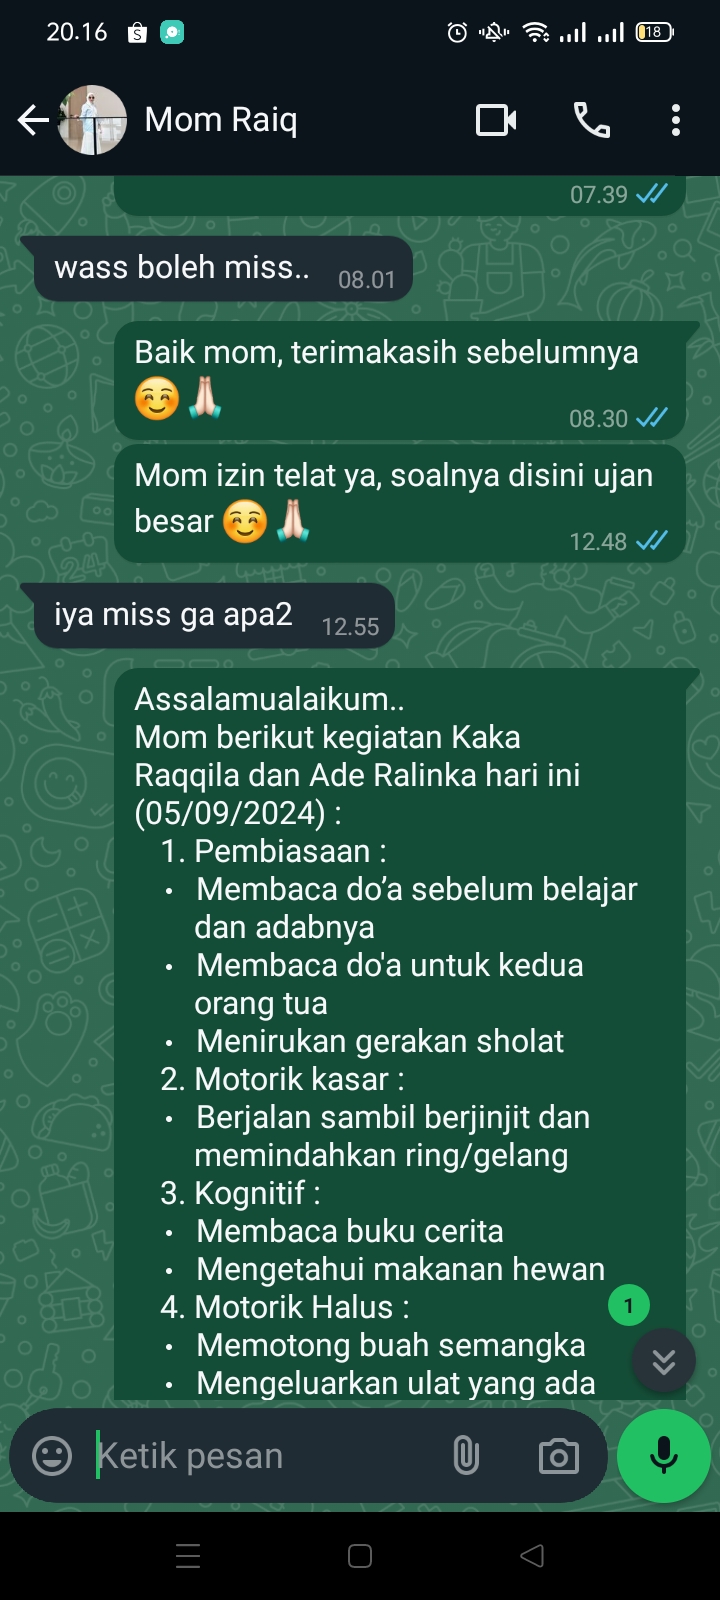 20.16
18
Mom Raiq
07.39
wass boleh miss.. 08.01
Baik mom, terimakasih sebelumnya
☺️🙏🏻 08.30
Mom izin telat ya, soalnya disini ujan
besar ☺️🙏🏻 12.48
iya miss ga apa2 12.55
Assalamualaikum..
Mom berikut kegiatan Kaka
Raqqila dan Ade Ralinka hari ini
(05/09/2024) :
1. Pembiasaan :
• Membaca do’a sebelum belajar
dan adabnya
• Membaca do'a untuk kedua
orang tua
• Menirukan gerakan sholat
2. Motorik kasar :
• Berjalan sambil berjinjit dan
memindahkan ring/gelang
3. Kognitif :
• Membaca buku cerita
• Mengetahui makanan hewan
4. Motorik Halus :
1
• Memotong buah semangka
• Mengeluarkan ulat yang ada
Ketik pesan